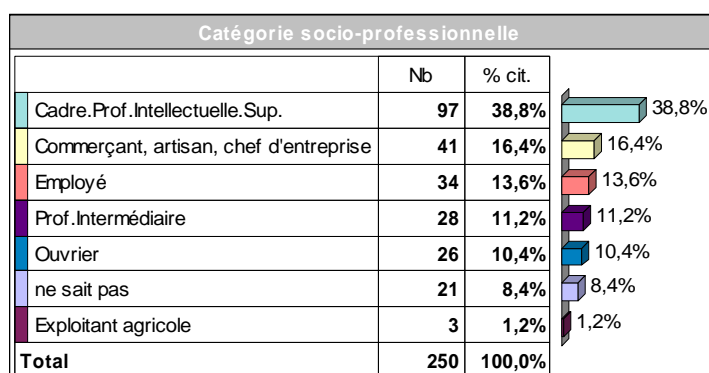 Catégorie socio-professionnelle
Nb % cit.
Cadre.Prof.Intellectuelle.Sup. 97 38,8% 38,8%
Commerçant, artisan, chef d'entreprise 41 16,4% 16,4%
Employé 34 13,6% 13,6%
Prof.Intermédiaire 28 11,2% 11,2%
Ouvrier 26 10,4% 10,4%
ne sait pas 21 8,4% 8,4%
Exploitant agricole 3 1,2% 1,2%
Total 250 100,0%